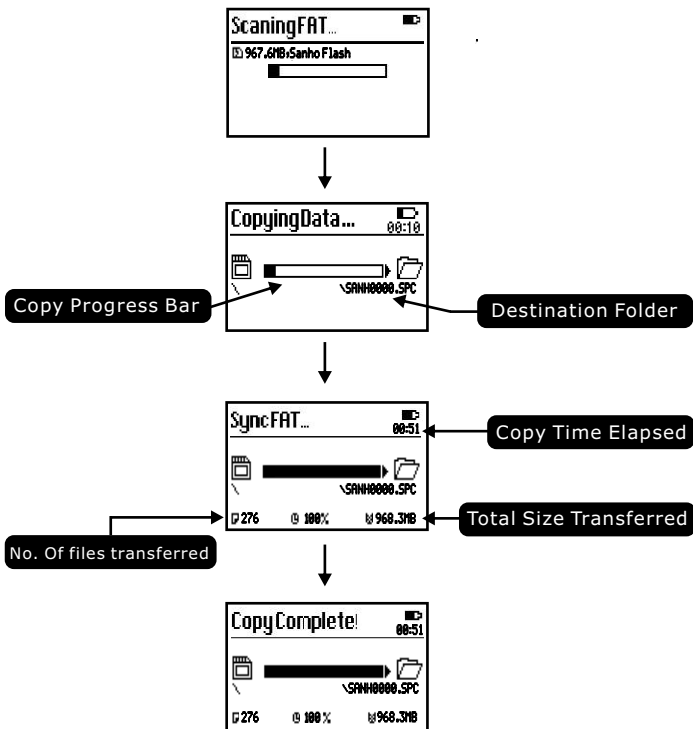 ScaningFAT...
967.6MB,SanhoFlash
CopyingData...
00:10
\ \SANH0000.SPC
Copy Progress Bar
Destination Folder
SyncFAT...
00:51
Copy Time Elapsed
\ \SANH0000.SPC
276 100% 968.3MB
Total Size Transferred
No. Of files transferred
CopyComplete!
00:51
\ \SANH0000.SPC
276 100% 968.3MB